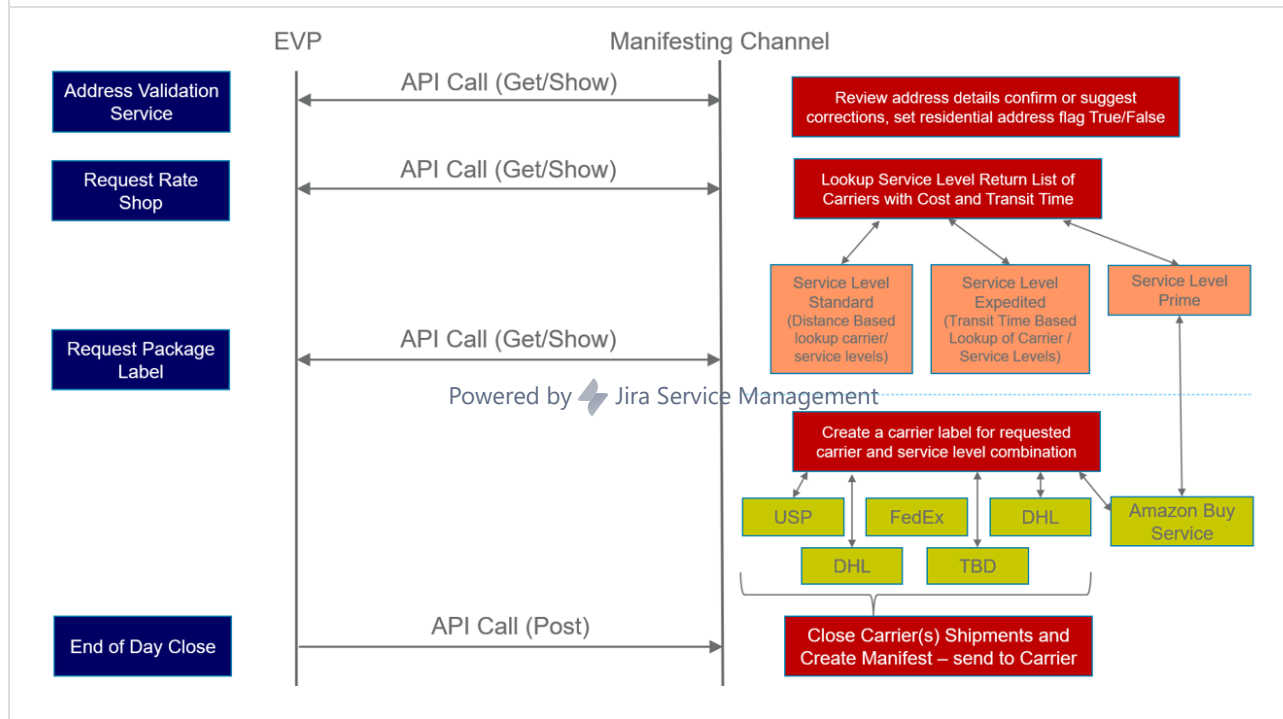 EVP
Manifesting Channel
Address Validation
Service
API Call (Get/Show)
Review address details confirm or suggest
corrections, set residential address flag True/False
Request Rate
Shop
API Call (Get/Show)
Lookup Service Level Return List of
Carriers with Cost and Transit Time
Service Level
Standard
(Distance Based
lookup carrier/
service levels)
Service Level
Expedited
(Transit Time Based
Lookup of Carrier /
Service Levels)
Service Level
Prime
Request Package
Label
API Call (Get/Show)
Powered by Jira Service Management
Create a carrier label for requested
carrier and service level combination
USP
FedEx
DHL
Amazon Buy
Service
DHL
TBD
End of Day Close
API Call (Post)
Close Carrier(s) Shipments and
Create Manifest – send to Carrier